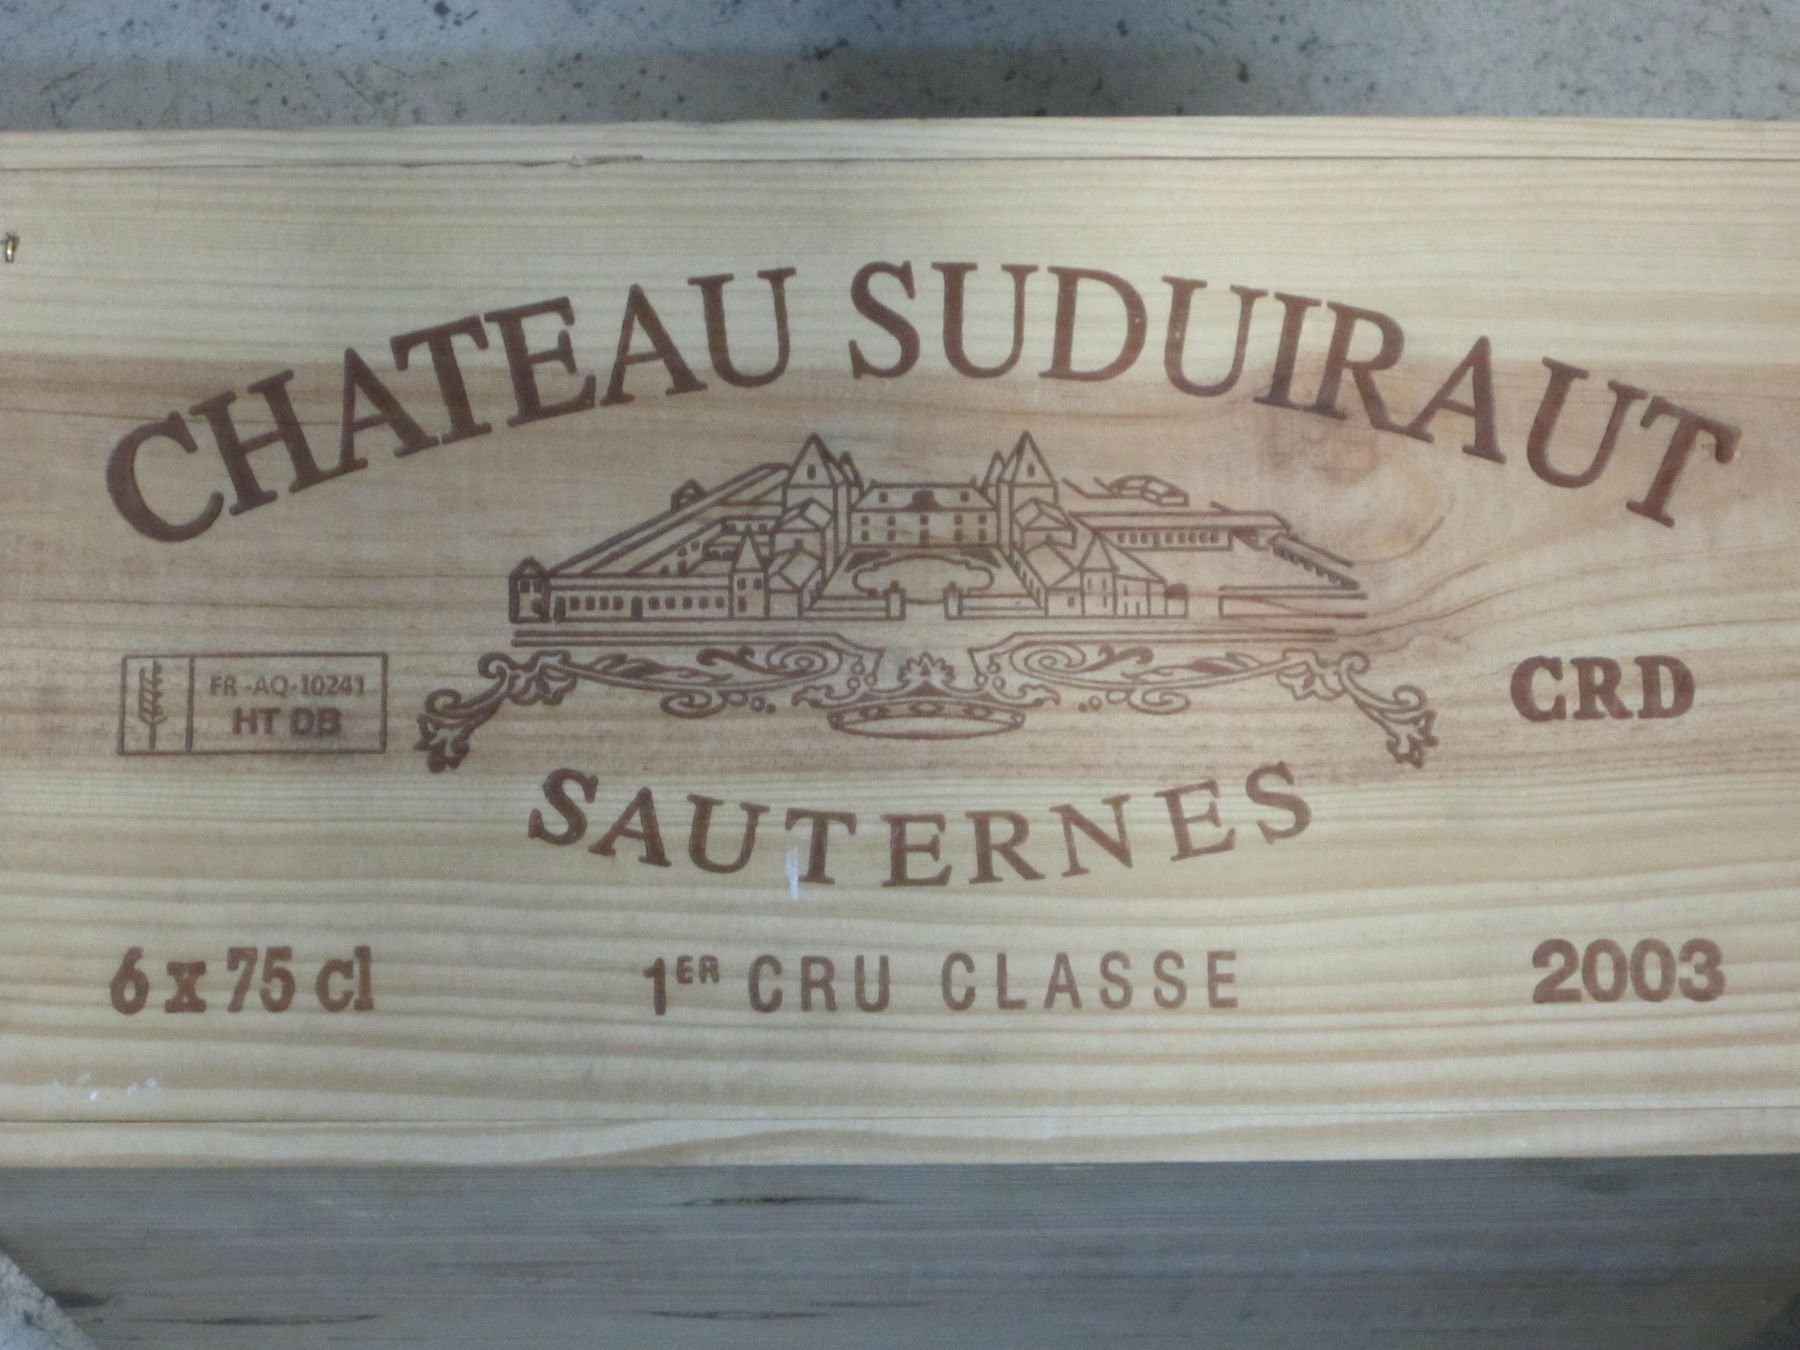 CHATEAU SUDUIRAUT
FR-AQ-10241
HT DB
CRD
SAUTERNES
6 x 75 cl
1ER CRU CLASSE
2003